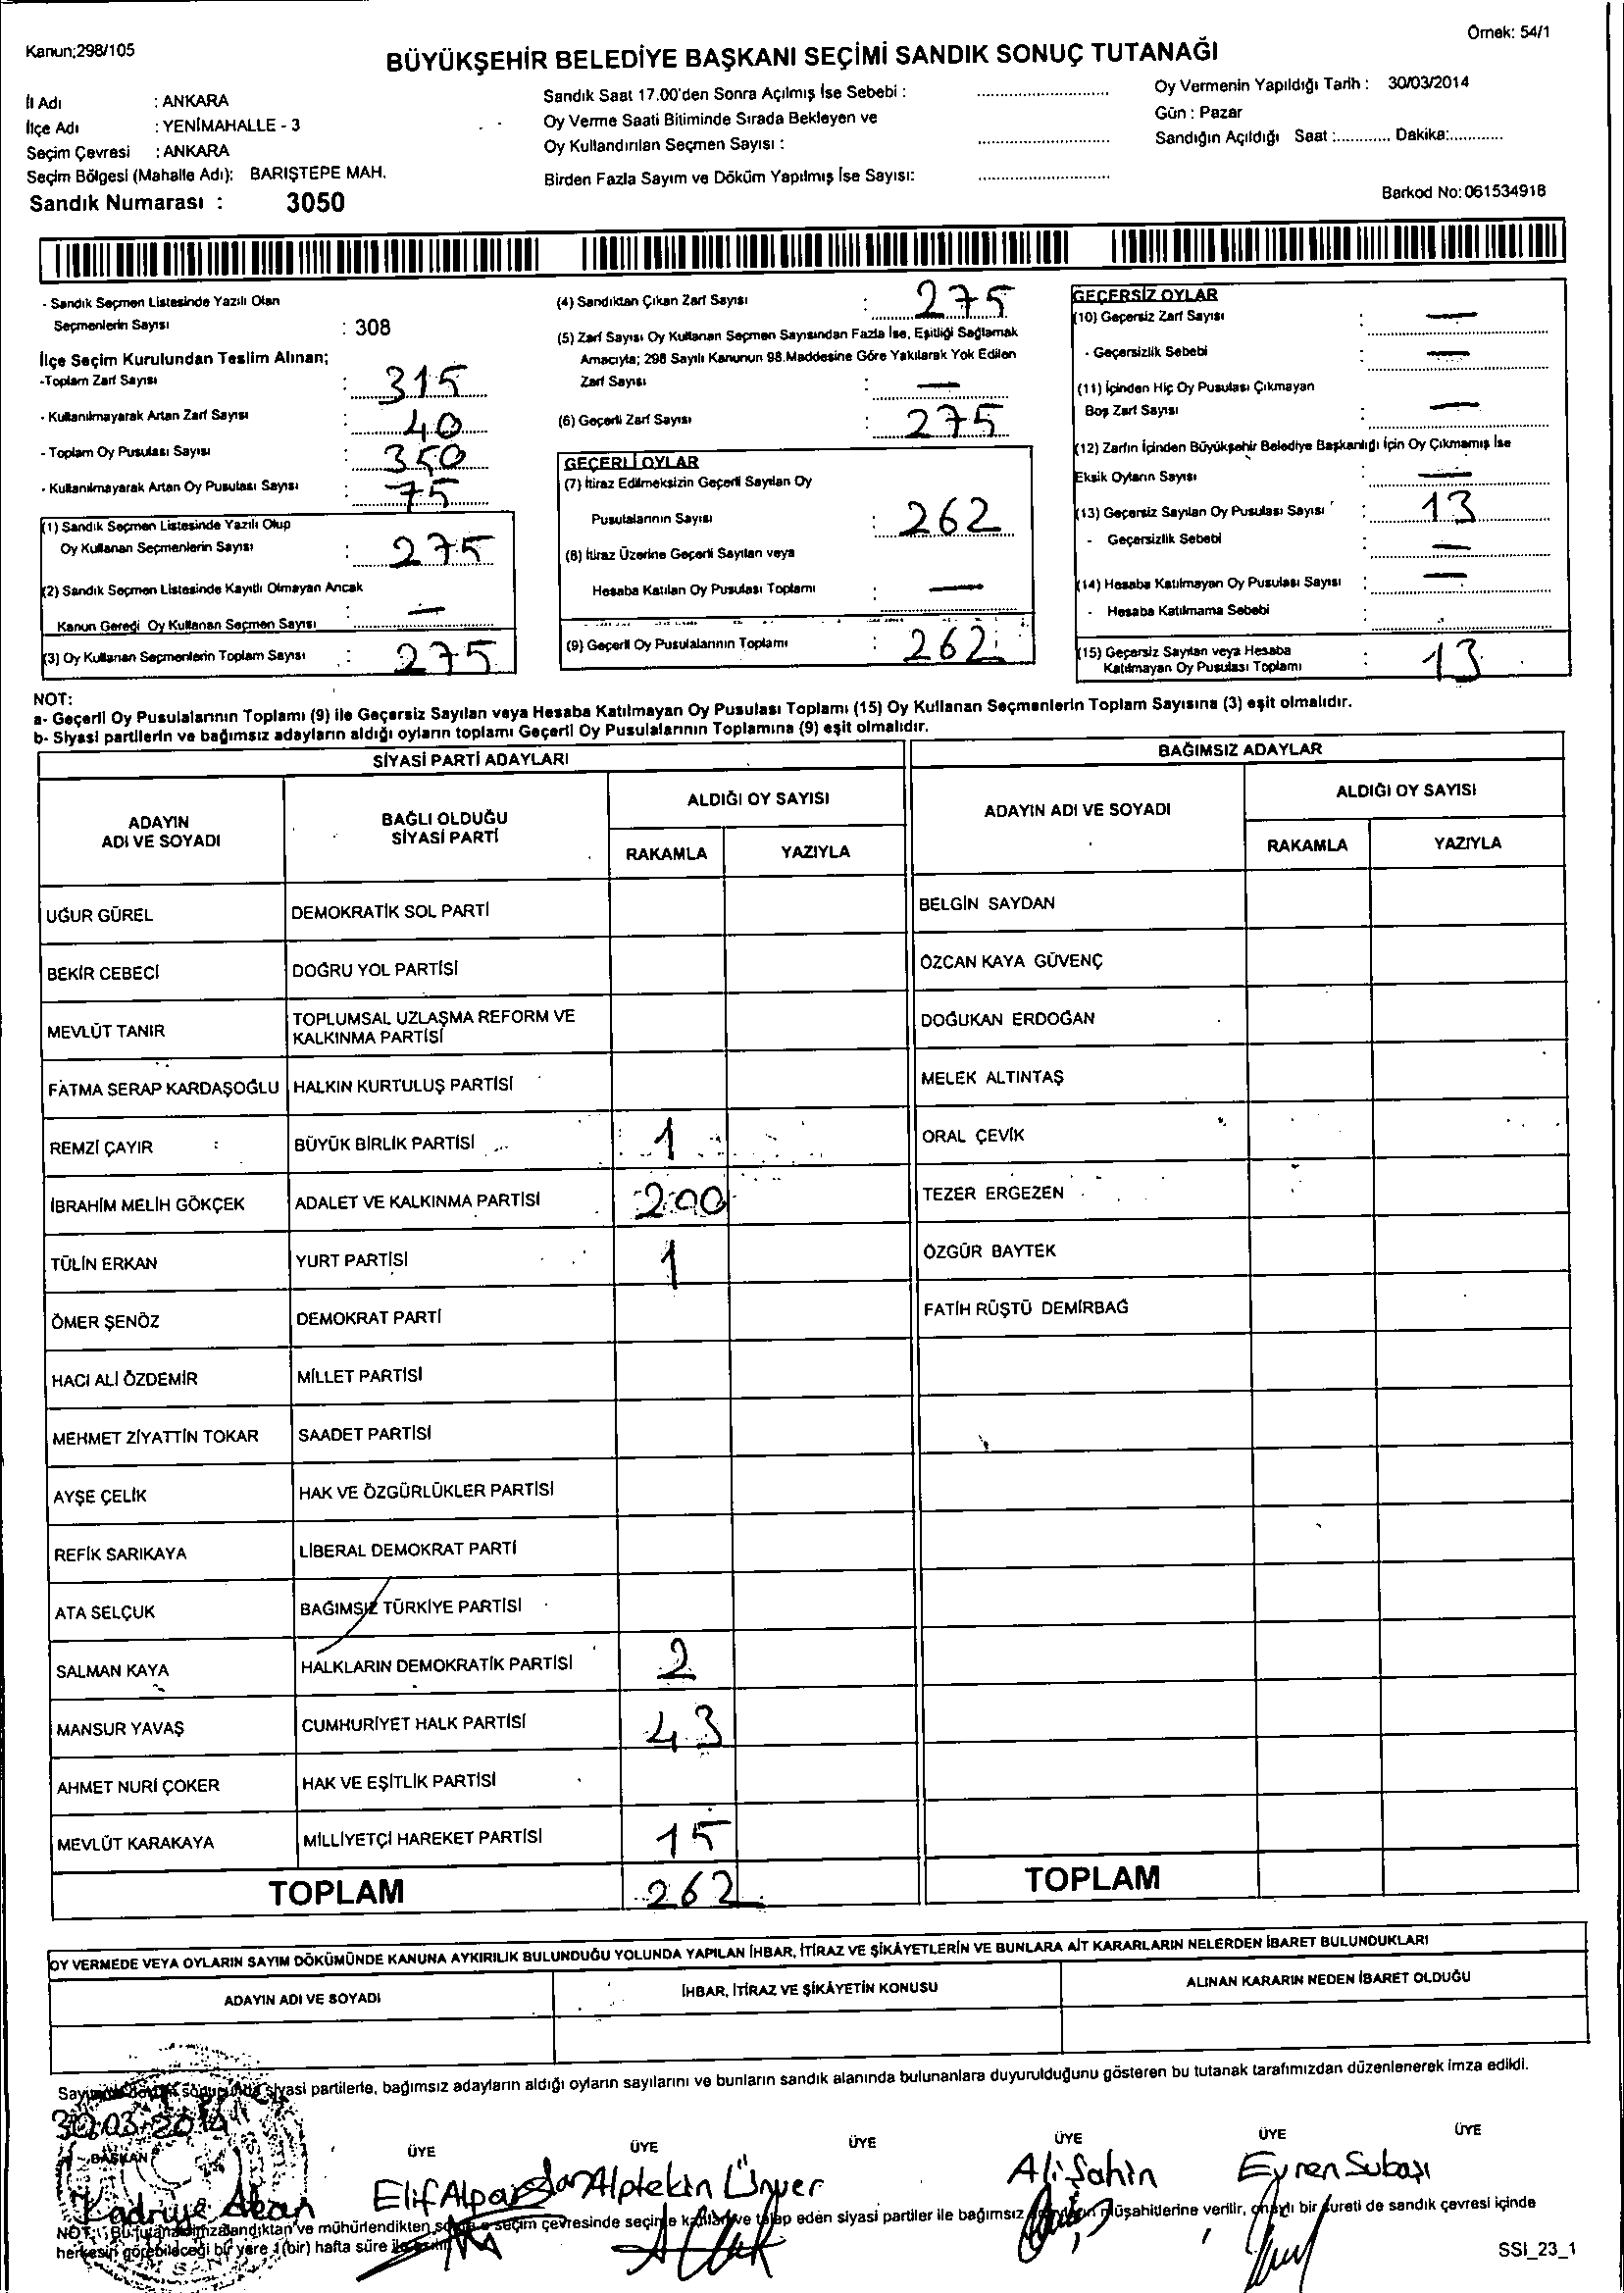 Kanun;298/105
Örnek: 54/1
BÜYÜKŞEHİR BELEDİYE BAŞKANI SEÇİMİ SANDIK SONUÇ TUTANAĞI
İl Adı : ANKARA
İlçe Adı : YENİMAHALLE - 3
Seçim Çevresi : ANKARA
Seçim Bölgesi (Mahalle Adı): BARIŞTEPE MAH.
Sandık Numarası : 3050
Sandık Saat 17.00'den Sonra Açılmış İse Sebebi :
Oy Verme Saati Bitiminde Sırada Bekleyen ve
Oy Kullandırılan Seçmen Sayısı :
Birden Fazla Sayım ve Döküm Yapılmış İse Sayısı:
Oy Vermenin Yapıldığı Tarih : 30/03/2014
Gün : Pazar
Sandığın Açıldığı Saat :............ Dakika:............
Barkod No: 061534918
- Sandık Seçmen Listesinde Yazılı Olan
Seçmenlerin Sayısı : 308
İlçe Seçim Kurulundan Teslim Alınan;
-Toplam Zarf Sayısı : 315
- Kullanılmayarak Artan Zarf Sayısı : 40
- Toplam Oy Pusulası Sayısı : 350
- Kullanılmayarak Artan Oy Pusulası Sayısı : 75
(1) Sandık Seçmen Listesinde Yazılı Olup
Oy Kullanan Seçmenlerin Sayısı : 275
(2) Sandık Seçmen Listesinde Kayıtlı Olmayan Ancak
Kanun Gereği Oy Kullanan Seçmen Sayısı : —
(3) Oy Kullanan Seçmenlerin Toplam Sayısı : 275
(4) Sandıktan Çıkan Zarf Sayısı : 275
(5) Zarf Sayısı Oy Kullanan Seçmen Sayısından Fazla İse, Eşitliği Sağlamak
Amacıyla; 298 Sayılı Kanunun 98.Maddesine Göre Yakılarak Yok Edilen
Zarf Sayısı : —
(6) Geçerli Zarf Sayısı : 275
GEÇERLİ OYLAR
(7) İtiraz Edilmeksizin Geçerli Sayılan Oy
Pusulalarının Sayısı : 262
(8) İtiraz Üzerine Geçerli Sayılan veya
Hesaba Katılan Oy Pusulası Toplamı : —
(9) Geçerli Oy Pusulalarının Toplamı : 262
GEÇERSİZ OYLAR
(10) Geçersiz Zarf Sayısı : —
- Geçersizlik Sebebi : —
(11) İçinden Hiç Oy Pusulası Çıkmayan
Boş Zarf Sayısı : —
(12) Zarfın İçinden Büyükşehir Belediye Başkanlığı İçin Oy Çıkmamış İse
Eksik Oyların Sayısı : —
(13) Geçersiz Sayılan Oy Pusulası Sayısı : 13
- Geçersizlik Sebebi : —
(14) Hesaba Katılmayan Oy Pusulası Sayısı : —
- Hesaba Katılmama Sebebi :
(15) Geçersiz Sayılan veya Hesaba
Katılmayan Oy Pusulası Toplamı : 13
NOT:
a- Geçerli Oy Pusulalarının Toplamı (9) ile Geçersiz Sayılan veya Hesaba Katılmayan Oy Pusulası Toplamı (15) Oy Kullanan Seçmenlerin Toplam Sayısına (3) eşit olmalıdır.
b- Siyasi partilerin ve bağımsız adayların aldığı oyların toplamı Geçerli Oy Pusulalarının Toplamına (9) eşit olmalıdır.
SİYASİ PARTİ ADAYLARI
ADAYIN
ADI VE SOYADI
BAĞLI OLDUĞU
SİYASİ PARTİ
ALDIĞI OY SAYISI
RAKAMLA YAZIYLA
UĞUR GÜREL DEMOKRATİK SOL PARTİ
BEKİR CEBECİ DOĞRU YOL PARTİSİ
MEVLÜT TANIR TOPLUMSAL UZLAŞMA REFORM VE
KALKINMA PARTİSİ
FATMA SERAP KARDAŞOĞLU HALKIN KURTULUŞ PARTİSİ
REMZİ ÇAYIR BÜYÜK BİRLİK PARTİSİ 1
İBRAHİM MELİH GÖKÇEK ADALET VE KALKINMA PARTİSİ 200
TÜLİN ERKAN YURT PARTİSİ 1
ÖMER ŞENÖZ DEMOKRAT PARTİ
HACI ALİ ÖZDEMİR MİLLET PARTİSİ
MEHMET ZİYATTİN TOKAR SAADET PARTİSİ
AYŞE ÇELİK HAK VE ÖZGÜRLÜKLER PARTİSİ
REFİK SARIKAYA LİBERAL DEMOKRAT PARTİ
ATA SELÇUK BAĞIMSIZ TÜRKİYE PARTİSİ
SALMAN KAYA HALKLARIN DEMOKRATİK PARTİSİ 2
MANSUR YAVAŞ CUMHURİYET HALK PARTİSİ 43
AHMET NURİ ÇOKER HAK VE EŞİTLİK PARTİSİ
MEVLÜT KARAKAYA MİLLİYETÇİ HAREKET PARTİSİ 15
TOPLAM 262
BAĞIMSIZ ADAYLAR
ADAYIN ADI VE SOYADI
ALDIĞI OY SAYISI
RAKAMLA YAZIYLA
BELGİN SAYDAN
ÖZCAN KAYA GÜVENÇ
DOĞUKAN ERDOĞAN
MELEK ALTINTAŞ
ORAL ÇEVİK
TEZER ERGEZEN
ÖZGÜR BAYTEK
FATİH RÜŞTÜ DEMİRBAĞ
TOPLAM
OY VERMEDE VEYA OYLARIN SAYIM DÖKÜMÜNDE KANUNA AYKIRILIK BULUNDUĞU YOLUNDA YAPILAN İHBAR, İTİRAZ VE ŞİKÂYETLERİN VE BUNLARA AİT KARARLARIN NELERDEN İBARET BULUNDUKLARI
ADAYIN ADI VE SOYADI
İHBAR, İTİRAZ VE ŞİKÂYETİN KONUSU
ALINAN KARARIN NEDEN İBARET OLDUĞU
siyasi partilerle, bağımsız adayların aldığı oyların sayılarını ve bunların sandık alanında bulunanlara duyurulduğunu gösteren bu tutanak tarafımızdan düzenlenerek imza edildi.
30.03.2014
BAŞKAN ÜYE ÜYE ÜYE ÜYE ÜYE ÜYE
Kadriye Akan Elif Alparslan Alptekin Ünyer Ali Şahin Evren Subaşı
NOT: Bu tutanak imzalandıktan ve mühürlendikten seçim çevresinde seçime ve talep eden siyasi partiler ile bağımsız müşahitlerine verilir, onaylı bir sureti de sandık çevresi içinde
herkesin görebileceği bir yere 1(bir) hafta süre ile
SSI_23_1